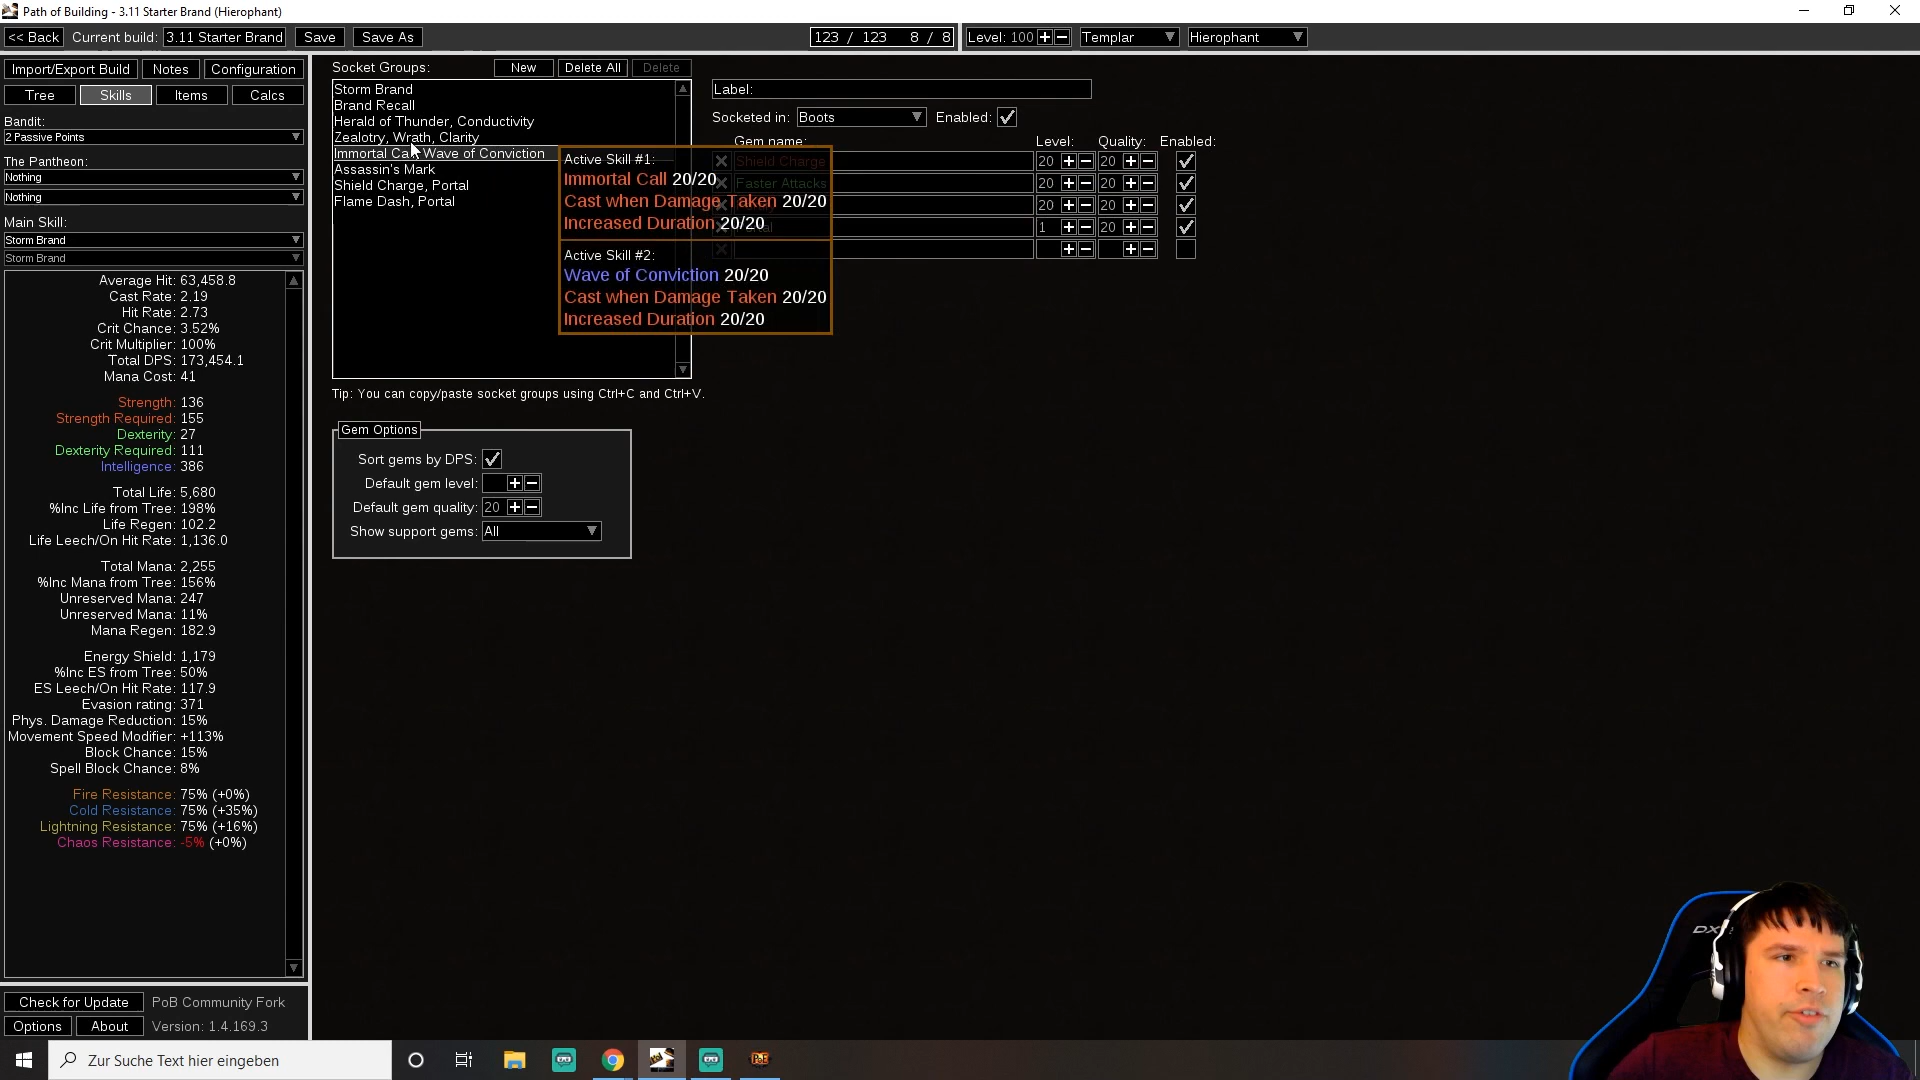 Path of Building - 3.11 Starter Brand (Hierophant)
<< Back Current build: 3.11 Starter Brand Save Save As 123 / 123 8 / 8 Level: 100 Templar Hierophant
Import/Export Build Notes Configuration
Tree Skills Items Calcs
Bandit:
2 Passive Points
The Pantheon:
Nothing
Nothing
Main Skill:
Storm Brand
Storm Brand
Average Hit: 63,458.8
Cast Rate: 2.19
Hit Rate: 2.73
Crit Chance: 3.52%
Crit Multiplier: 100%
Total DPS: 173,454.1
Mana Cost: 41
Strength: 136
Strength Required: 155
Dexterity: 27
Dexterity Required: 111
Intelligence: 386
Total Life: 5,680
%Inc Life from Tree: 198%
Life Regen: 102.2
Life Leech/On Hit Rate: 1,136.0
Total Mana: 2,255
%Inc Mana from Tree: 156%
Unreserved Mana: 247
Unreserved Mana: 11%
Mana Regen: 182.9
Energy Shield: 1,179
%Inc ES from Tree: 50%
ES Leech/On Hit Rate: 117.9
Evasion rating: 371
Phys. Damage Reduction: 15%
Movement Speed Modifier: +113%
Block Chance: 15%
Spell Block Chance: 8%
Fire Resistance: 75% (+0%)
Cold Resistance: 75% (+35%)
Lightning Resistance: 75% (+16%)
Chaos Resistance: -5% (+0%)
Check for Update PoB Community Fork
Options About Version: 1.4.169.3
Socket Groups: New Delete All Delete
Storm Brand
Brand Recall
Herald of Thunder, Conductivity
Zealotry, Wrath, Clarity
Immortal Call, Wave of Conviction
Assassin's Mark
Shield Charge, Portal
Flame Dash, Portal
Tip: You can copy/paste socket groups using Ctrl+C and Ctrl+V.
Gem Options
Sort gems by DPS:
Default gem level:
Default gem quality: 20
Show support gems: All
Label:
Socketed in: Boots Enabled:
Gem name: Level: Quality: Enabled:
Shield Charge 20 20
Faster Attacks 20 20
20 20
1 20
Active Skill #1:
Immortal Call 20/20
Cast when Damage Taken 20/20
Increased Duration 20/20
Active Skill #2:
Wave of Conviction 20/20
Cast when Damage Taken 20/20
Increased Duration 20/20
DX
Zur Suche Text hier eingeben
PoE